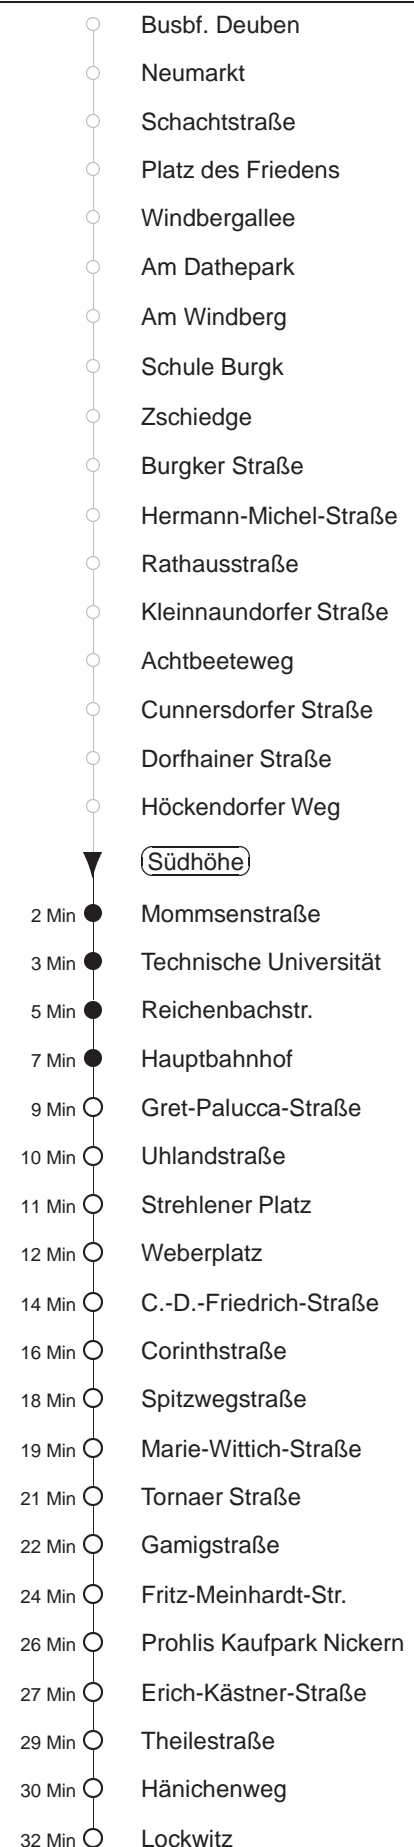 Busbf. Deuben
Neumarkt
Schachtstraße
Platz des Friedens
Windbergallee
Am Dathepark
Am Windberg
Schule Burgk
Zschiedge
Burgker Straße
Hermann-Michel-Straße
Rathausstraße
Kleinnaundorfer Straße
Achtbeeteweg
Cunnersdorfer Straße
Dorfhainer Straße
Höckendorfer Weg
Südhöhe
2 Min Mommsenstraße
3 Min Technische Universität
5 Min Reichenbachstr.
7 Min Hauptbahnhof
9 Min Gret-Palucca-Straße
10 Min Uhlandstraße
11 Min Strehlener Platz
12 Min Weberplatz
14 Min C.-D.-Friedrich-Straße
16 Min Corinthstraße
18 Min Spitzwegstraße
19 Min Marie-Wittich-Straße
21 Min Tornaer Straße
22 Min Gamigstraße
24 Min Fritz-Meinhardt-Str.
26 Min Prohlis Kaufpark Nickern
27 Min Erich-Kästner-Straße
29 Min Theilestraße
30 Min Hänichenweg
32 Min Lockwitz